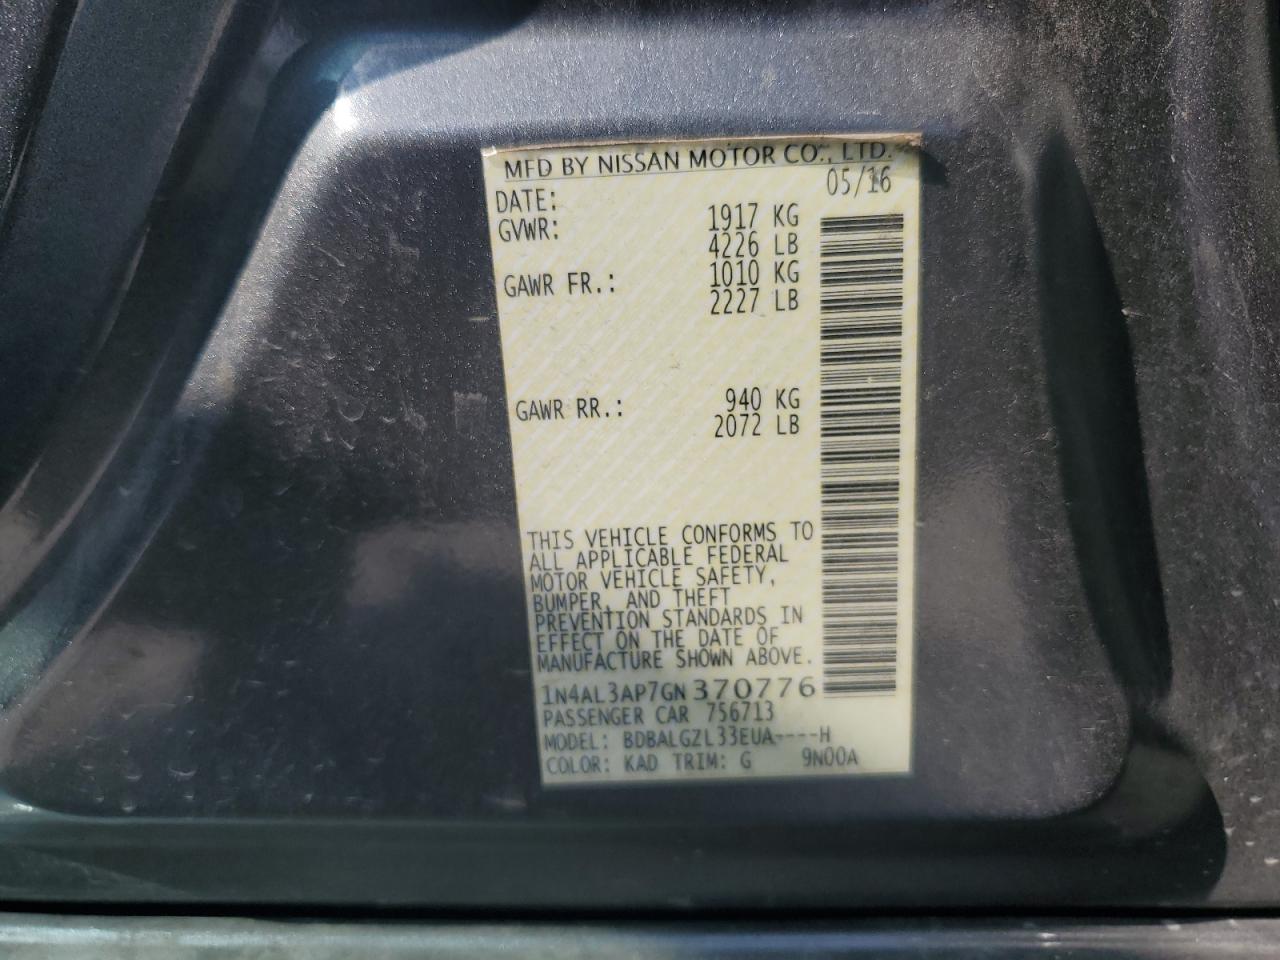 MFD BY NISSAN MOTOR CO., LTD.
DATE: 05/16
GVWR: 1917 KG
4226 LB
GAWR FR.: 1010 KG
2227 LB
GAWR RR.: 940 KG
2072 LB
THIS VEHICLE CONFORMS TO
ALL APPLICABLE FEDERAL
MOTOR VEHICLE SAFETY,
BUMPER, AND THEFT
PREVENTION STANDARDS IN
EFFECT ON THE DATE OF
MANUFACTURE SHOWN ABOVE.
1N4AL3AP7GN370776
PASSENGER CAR 756713
MODEL: BDBALGZL33EUA----H
COLOR: KAD TRIM: G 9N00A